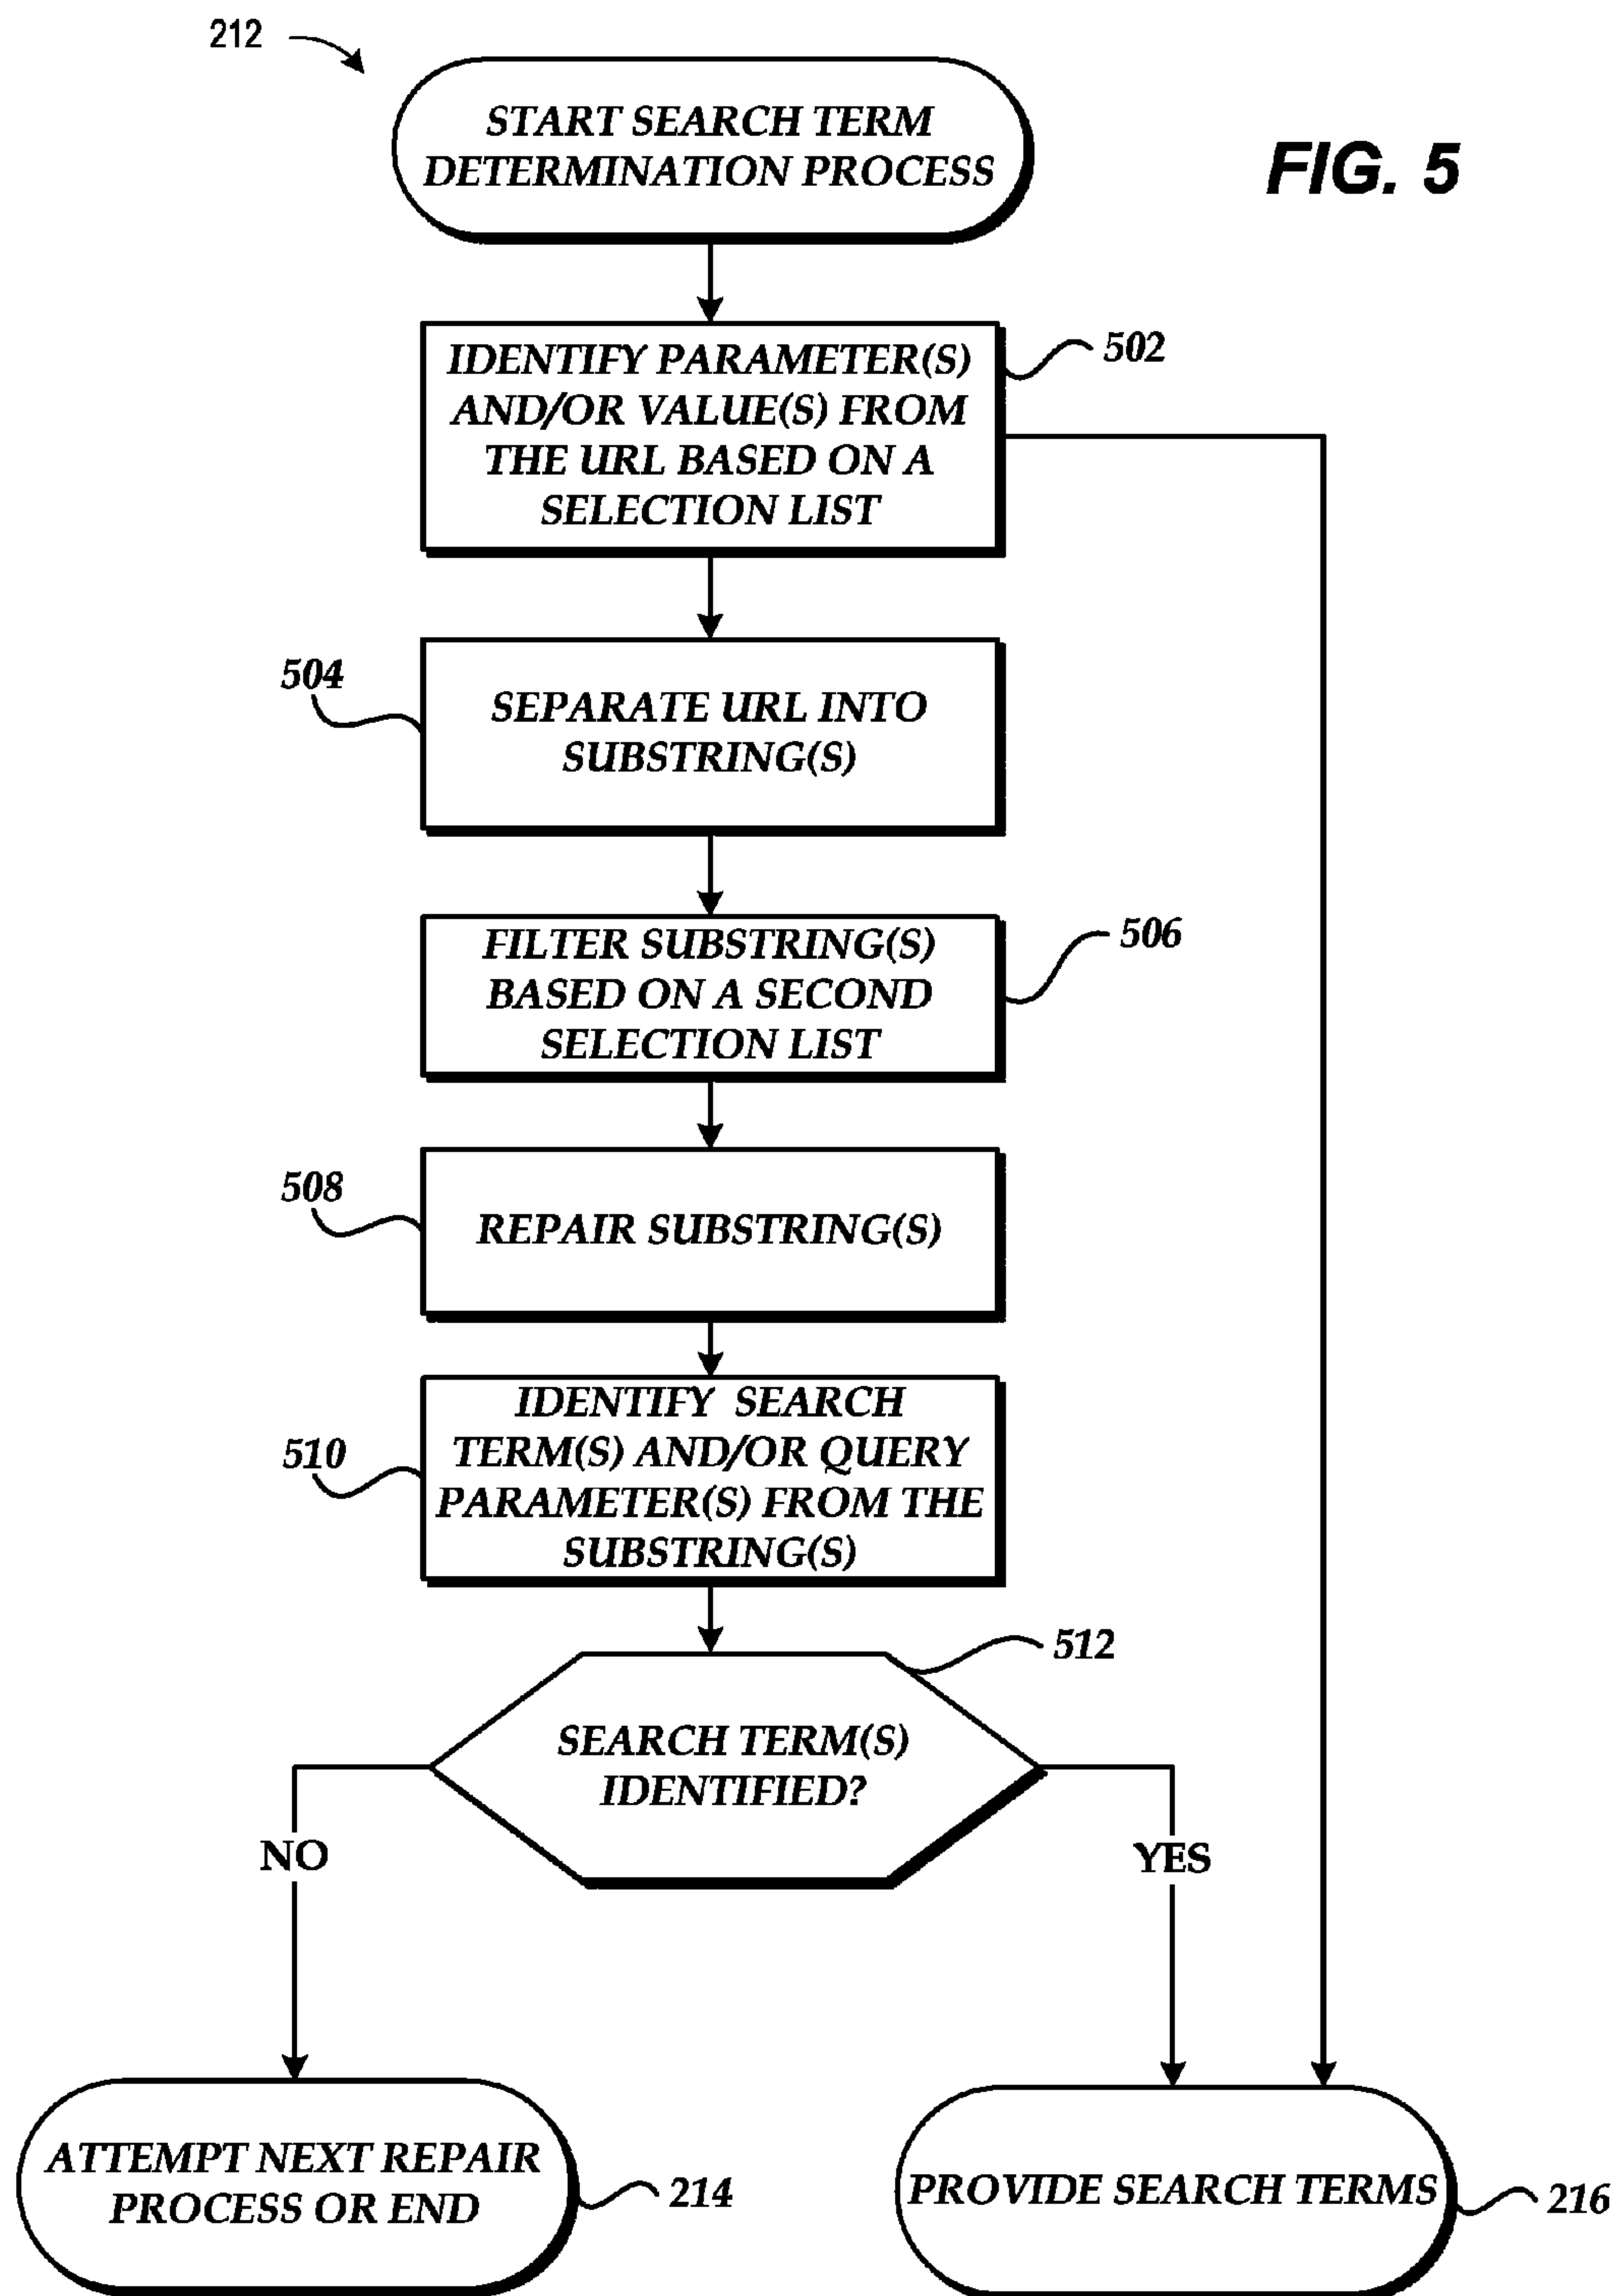 212
START SEARCH TERM
DETERMINATION PROCESS
FIG. 5
IDENTIFY PARAMETER(S)
AND/OR VALUE(S) FROM
THE URL BASED ON A
SELECTION LIST
502
504
SEPARATE URL INTO
SUBSTRING(S)
FILTER SUBSTRING(S)
BASED ON A SECOND
SELECTION LIST
506
508
REPAIR SUBSTRING(S)
510
IDENTIFY SEARCH
TERM(S) AND/OR QUERY
PARAMETER(S) FROM THE
SUBSTRING(S)
512
SEARCH TERM(S)
IDENTIFIED?
NO
YES
ATTEMPT NEXT REPAIR
PROCESS OR END
214
PROVIDE SEARCH TERMS
216